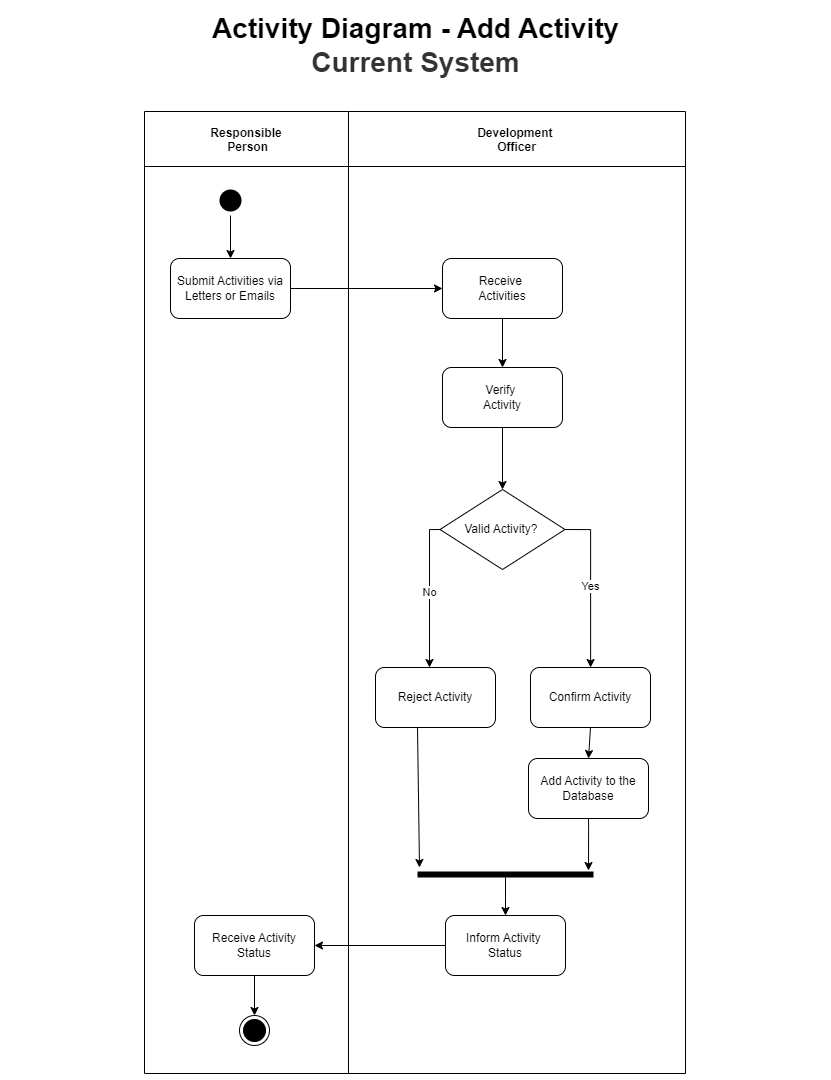 Activity Diagram - Add Activity
Current System
Responsible
Person
Development
Officer
Submit Activities via
Letters or Emails
Receive
Activities
Verify
Activity
Valid Activity?
No
Yes
Reject Activity
Confirm Activity
Add Activity to the
Database
Receive Activity
Status
Inform Activity
Status